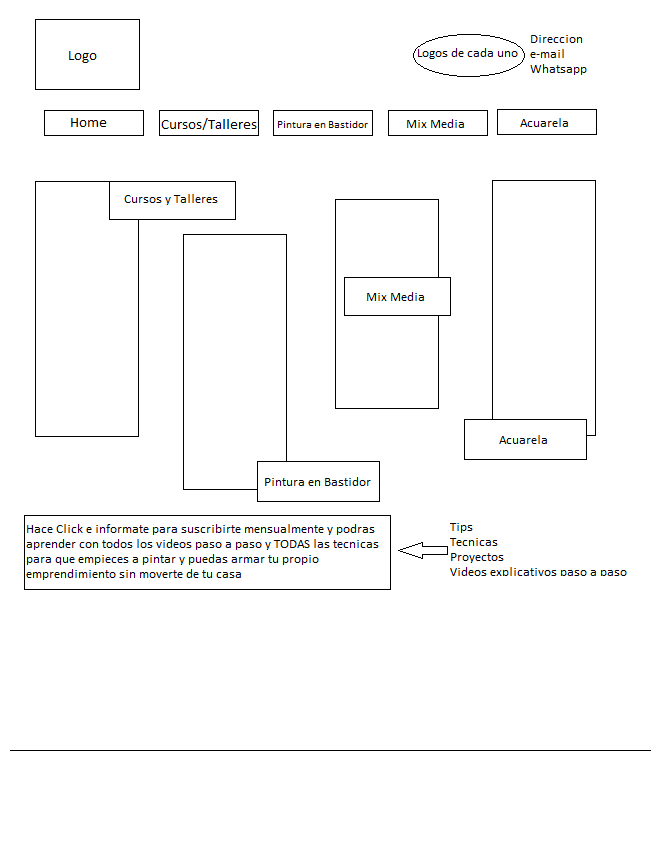 Logo
Logos de cada uno
Direccion
e-mail
Whatsapp
Home
Cursos/Talleres
Pintura en Bastidor
Mix Media
Acuarela
Cursos y Talleres
Mix Media
Acuarela
Pintura en Bastidor
Hace Click e informate para suscribirte mensualmente y podras
aprender con todos los videos paso a paso y TODAS las tecnicas
para que empieces a pintar y puedas armar tu propio
emprendimiento sin moverte de tu casa
Tips
Tecnicas
Proyectos
Videos explicativos paso a paso